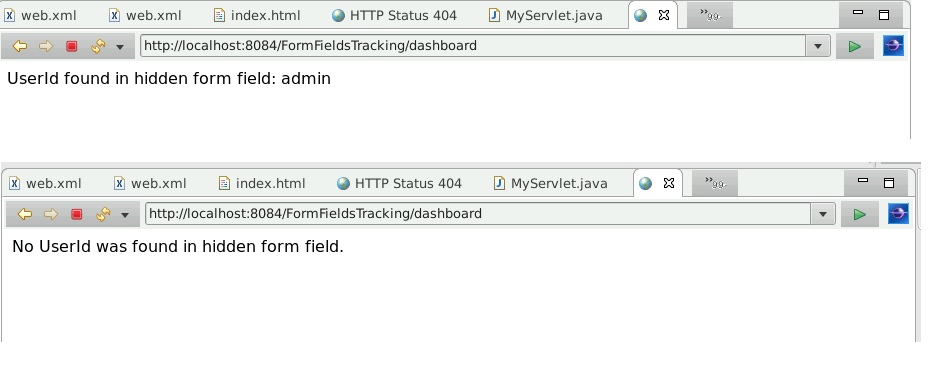 web.xml web.xml index.html HTTP Status 404 MyServlet.java
http://localhost:8084/FormFieldsTracking/dashboard
UserId found in hidden form field: admin
web.xml web.xml index.html HTTP Status 404 MyServlet.java
http://localhost:8084/FormFieldsTracking/dashboard
No UserId was found in hidden form field.